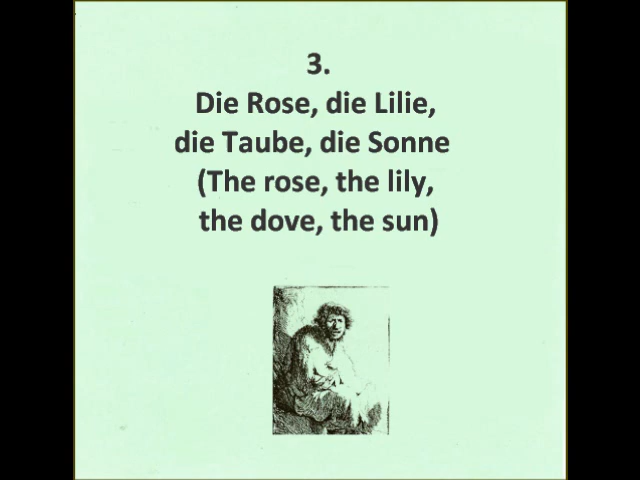 3.
Die Rose, die Lilie,
die Taube, die Sonne
(The rose, the lily,
the dove, the sun)